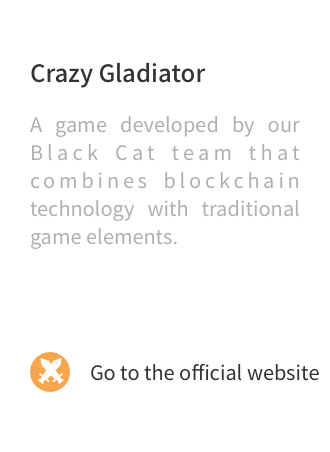 Crazy Gladiator
A game developed by our
Black Cat team that
combines blockchain
technology with traditional
game elements.
Go to the official website